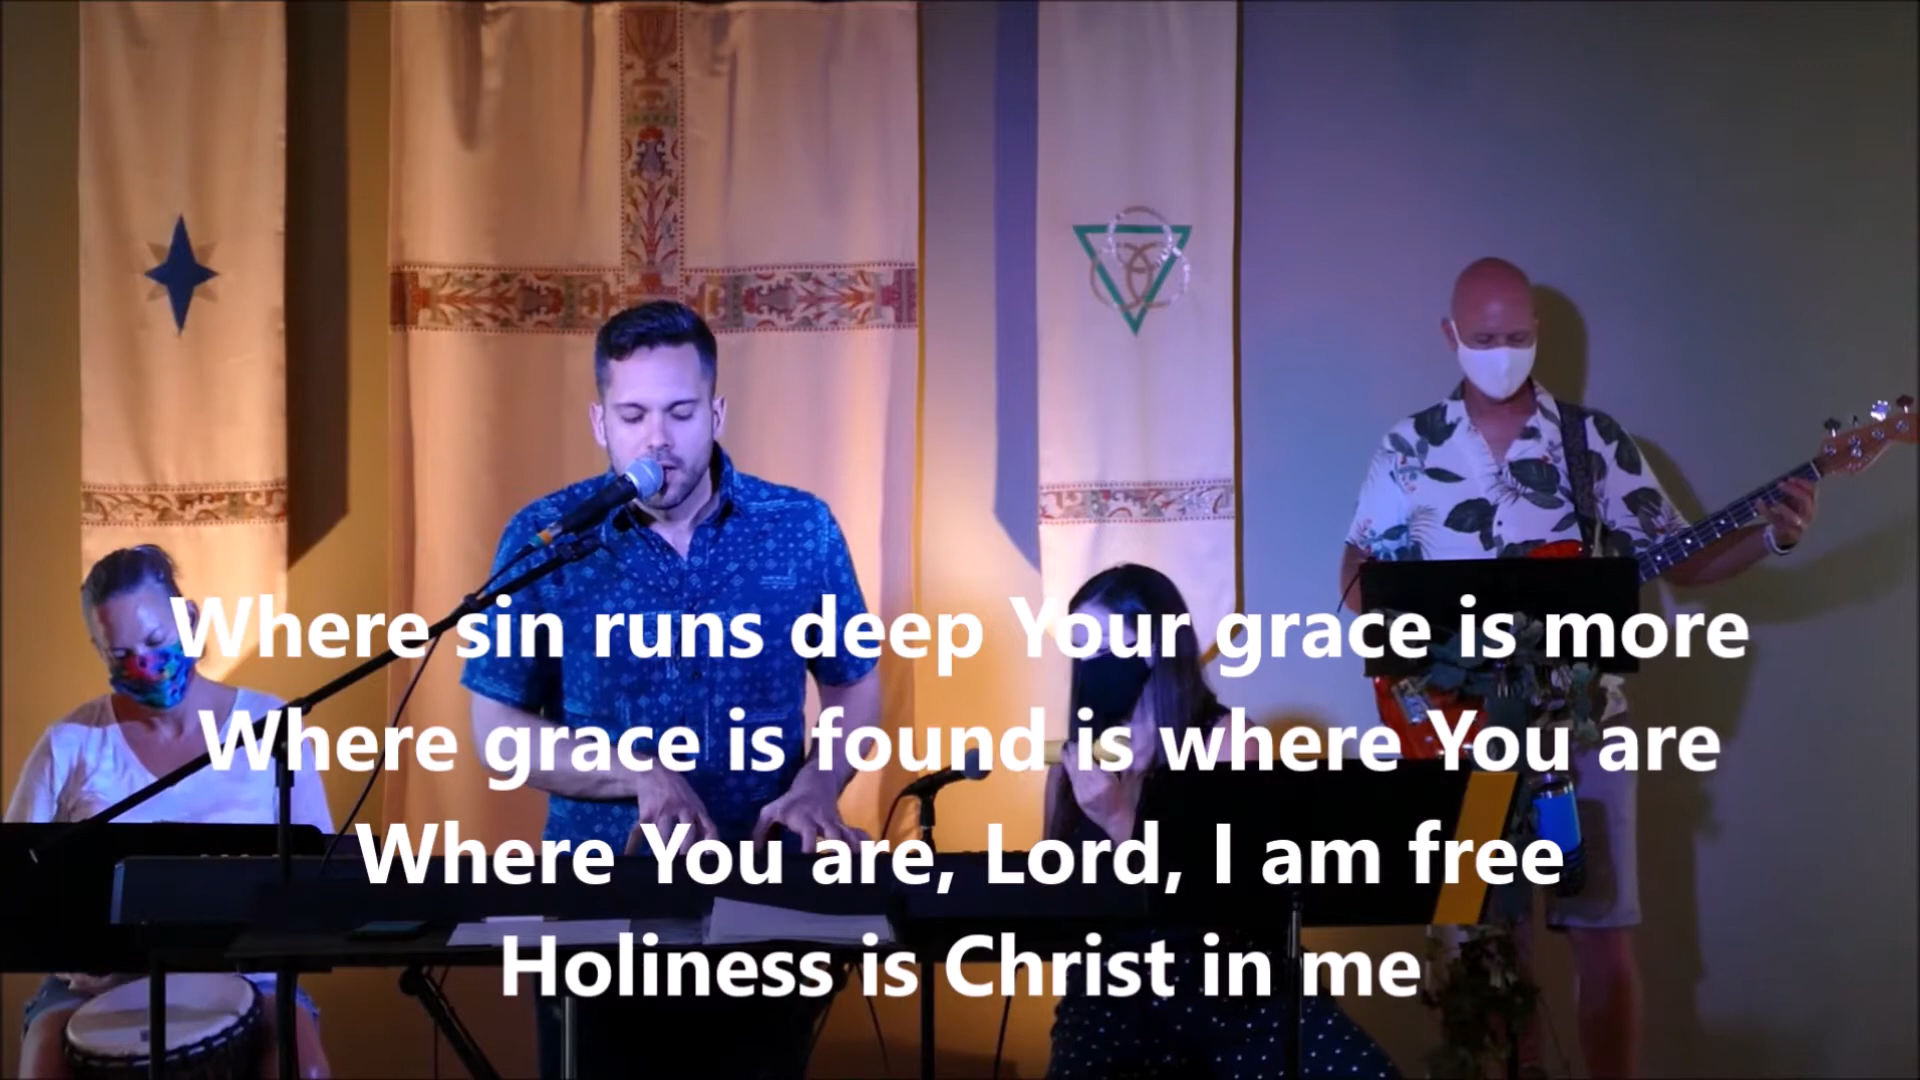 Where sin runs deep Your grace is more
Where grace is found is where You are
Where You are, Lord, I am free
Holiness is Christ in me